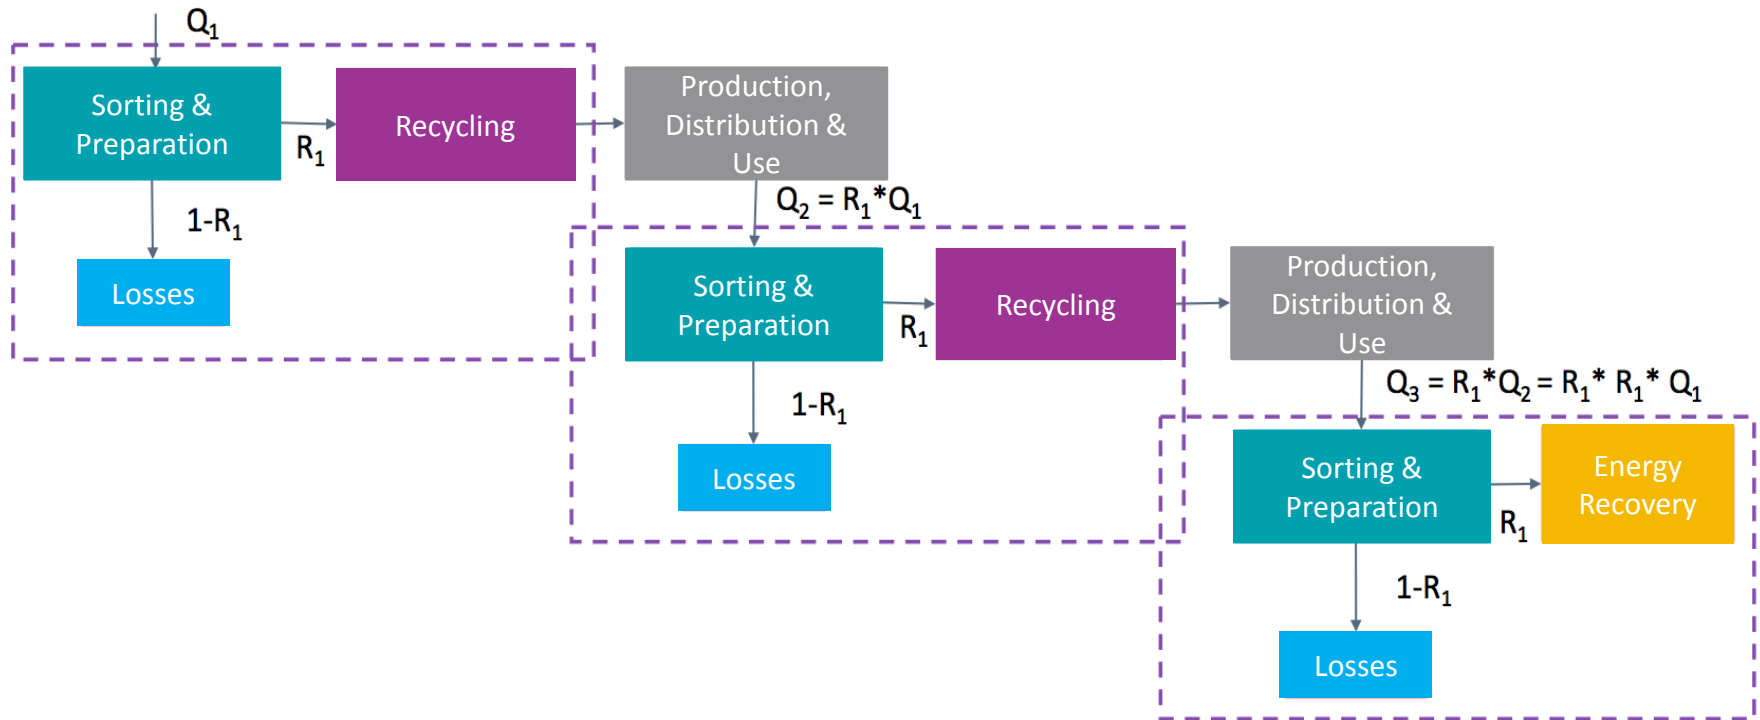 Q₁
Sorting &
Preparation
R₁
Recycling
Production,
Distribution &
Use
1-R₁
Losses
Q₂ = R₁*Q₁
Sorting &
Preparation
R₁
Recycling
Production,
Distribution &
Use
1-R₁
Losses
Q₃ = R₁*Q₂ = R₁* R₁* Q₁
Sorting &
Preparation
R₁
Energy
Recovery
1-R₁
Losses